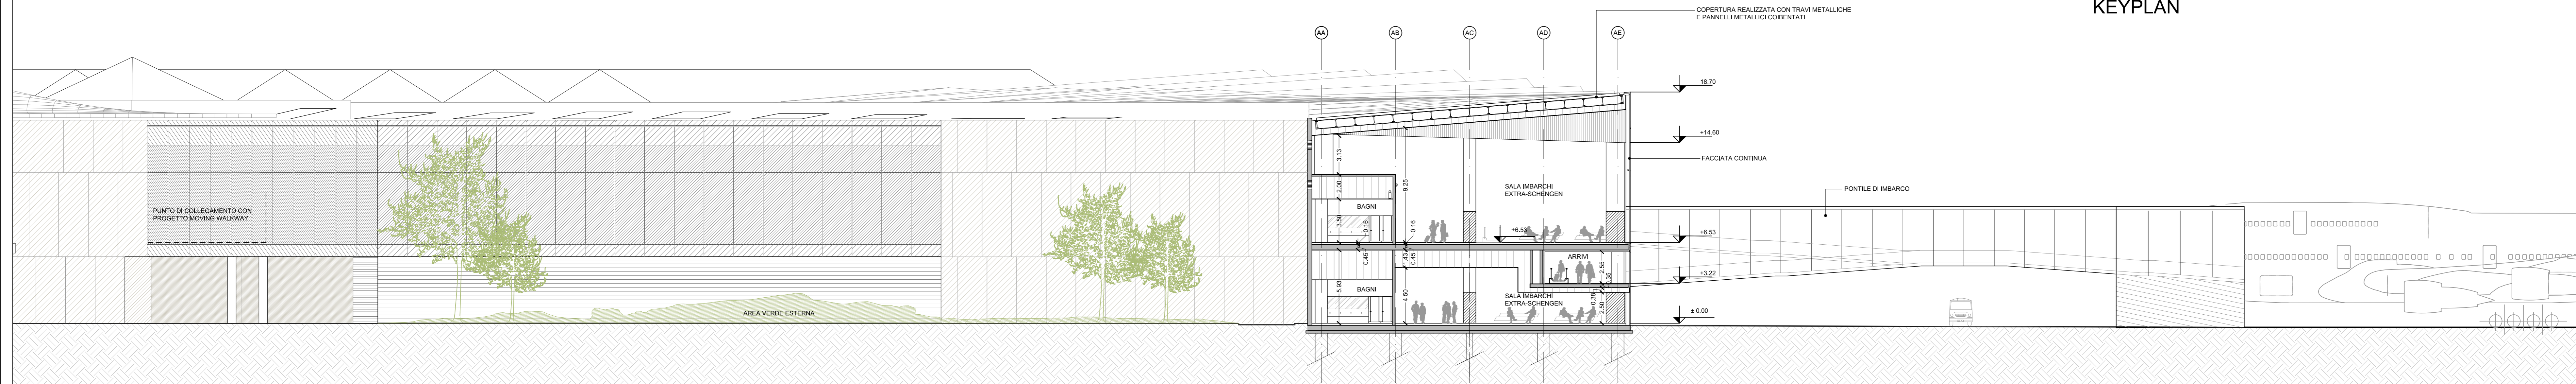 KEYPLAN
COPERTURA REALIZZATA CON TRAVI METALLICHE
E PANNELLI METALLICI COIBENTATI
AA
AB
AC
AD
AE
18,70
+14,60
FACCIATA CONTINUA
3.13
2.00
9.25
SALA IMBARCHI
EXTRA-SCHENGEN
PONTILE DI IMBARCO
PUNTO DI COLLEGAMENTO CON
PROGETTO MOVING WALKWAY
BAGNI
3.50
0.16
0.16
+6.53
+6.53
0.45
1.43
0.45
ARRIVI
2.55
+3.22
.35
5.93
BAGNI
4.50
SALA IMBARCHI
EXTRA-SCHENGEN
0.38
2.50
AREA VERDE ESTERNA
± 0.00